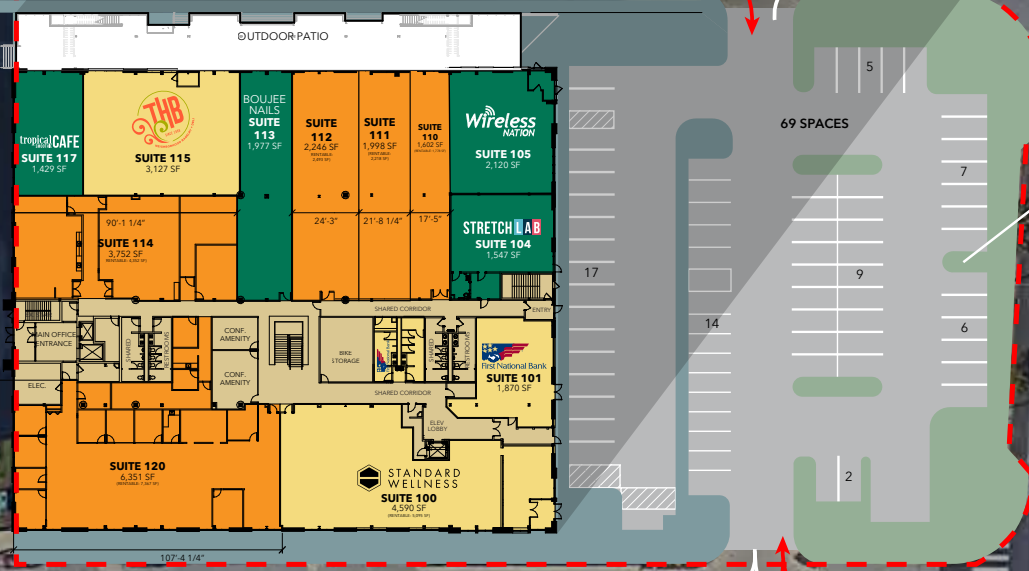 OUTDOOR PATIO
5
69 SPACES
7
tropical CAFE
SUITE 117
1,429 SF
THB
SUITE 115
3,127 SF
BOUJEE
NAILS
SUITE
113
1,977 SF
SUITE
112
2,246 SF
SUITE
111
1,998 SF
SUITE
110
1,602 SF
Wireless
NATION
SUITE 105
2,120 SF
90'-1 1/4"
24'-3"
21'-8 1/4"
17'-5"
STRETCH LAB
SUITE 104
1,547 SF
SUITE 114
3,752 SF
17
9
14
6
SHARED CORRIDOR
ENTRY
MAIN OFFICE
ENTRANCE
SHARED
RESTROOMS
CONF.
AMENITY
BIKE
STORAGE
SHARED
RESTROOMS
First National Bank
SUITE 101
1,870 SF
ELEC.
CONF.
AMENITY
SHARED CORRIDOR
ELEV
LOBBY
SUITE 120
6,351 SF
STANDARD
WELLNESS
SUITE 100
4,590 SF
2
107'-4 1/4"